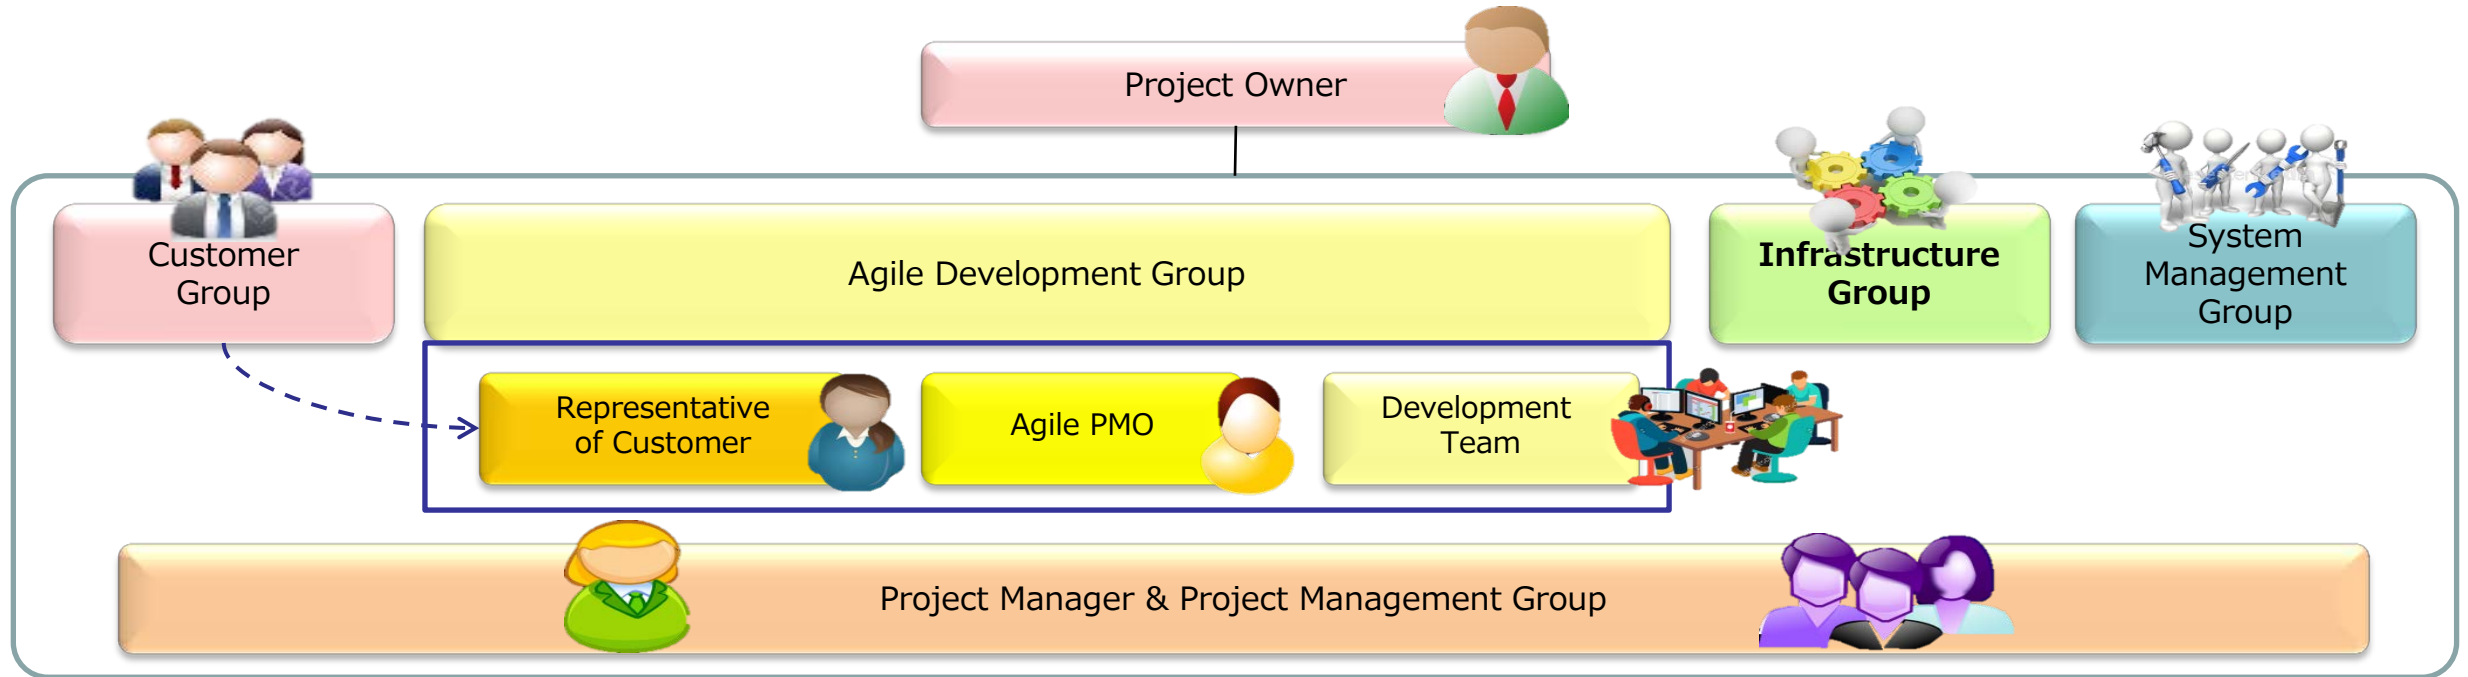 Project Owner
Customer
Group
Agile Development Group
Infrastructure
Group
System
Management
Group
Representative
of Customer
Agile PMO
Development
Team
Project Manager & Project Management Group